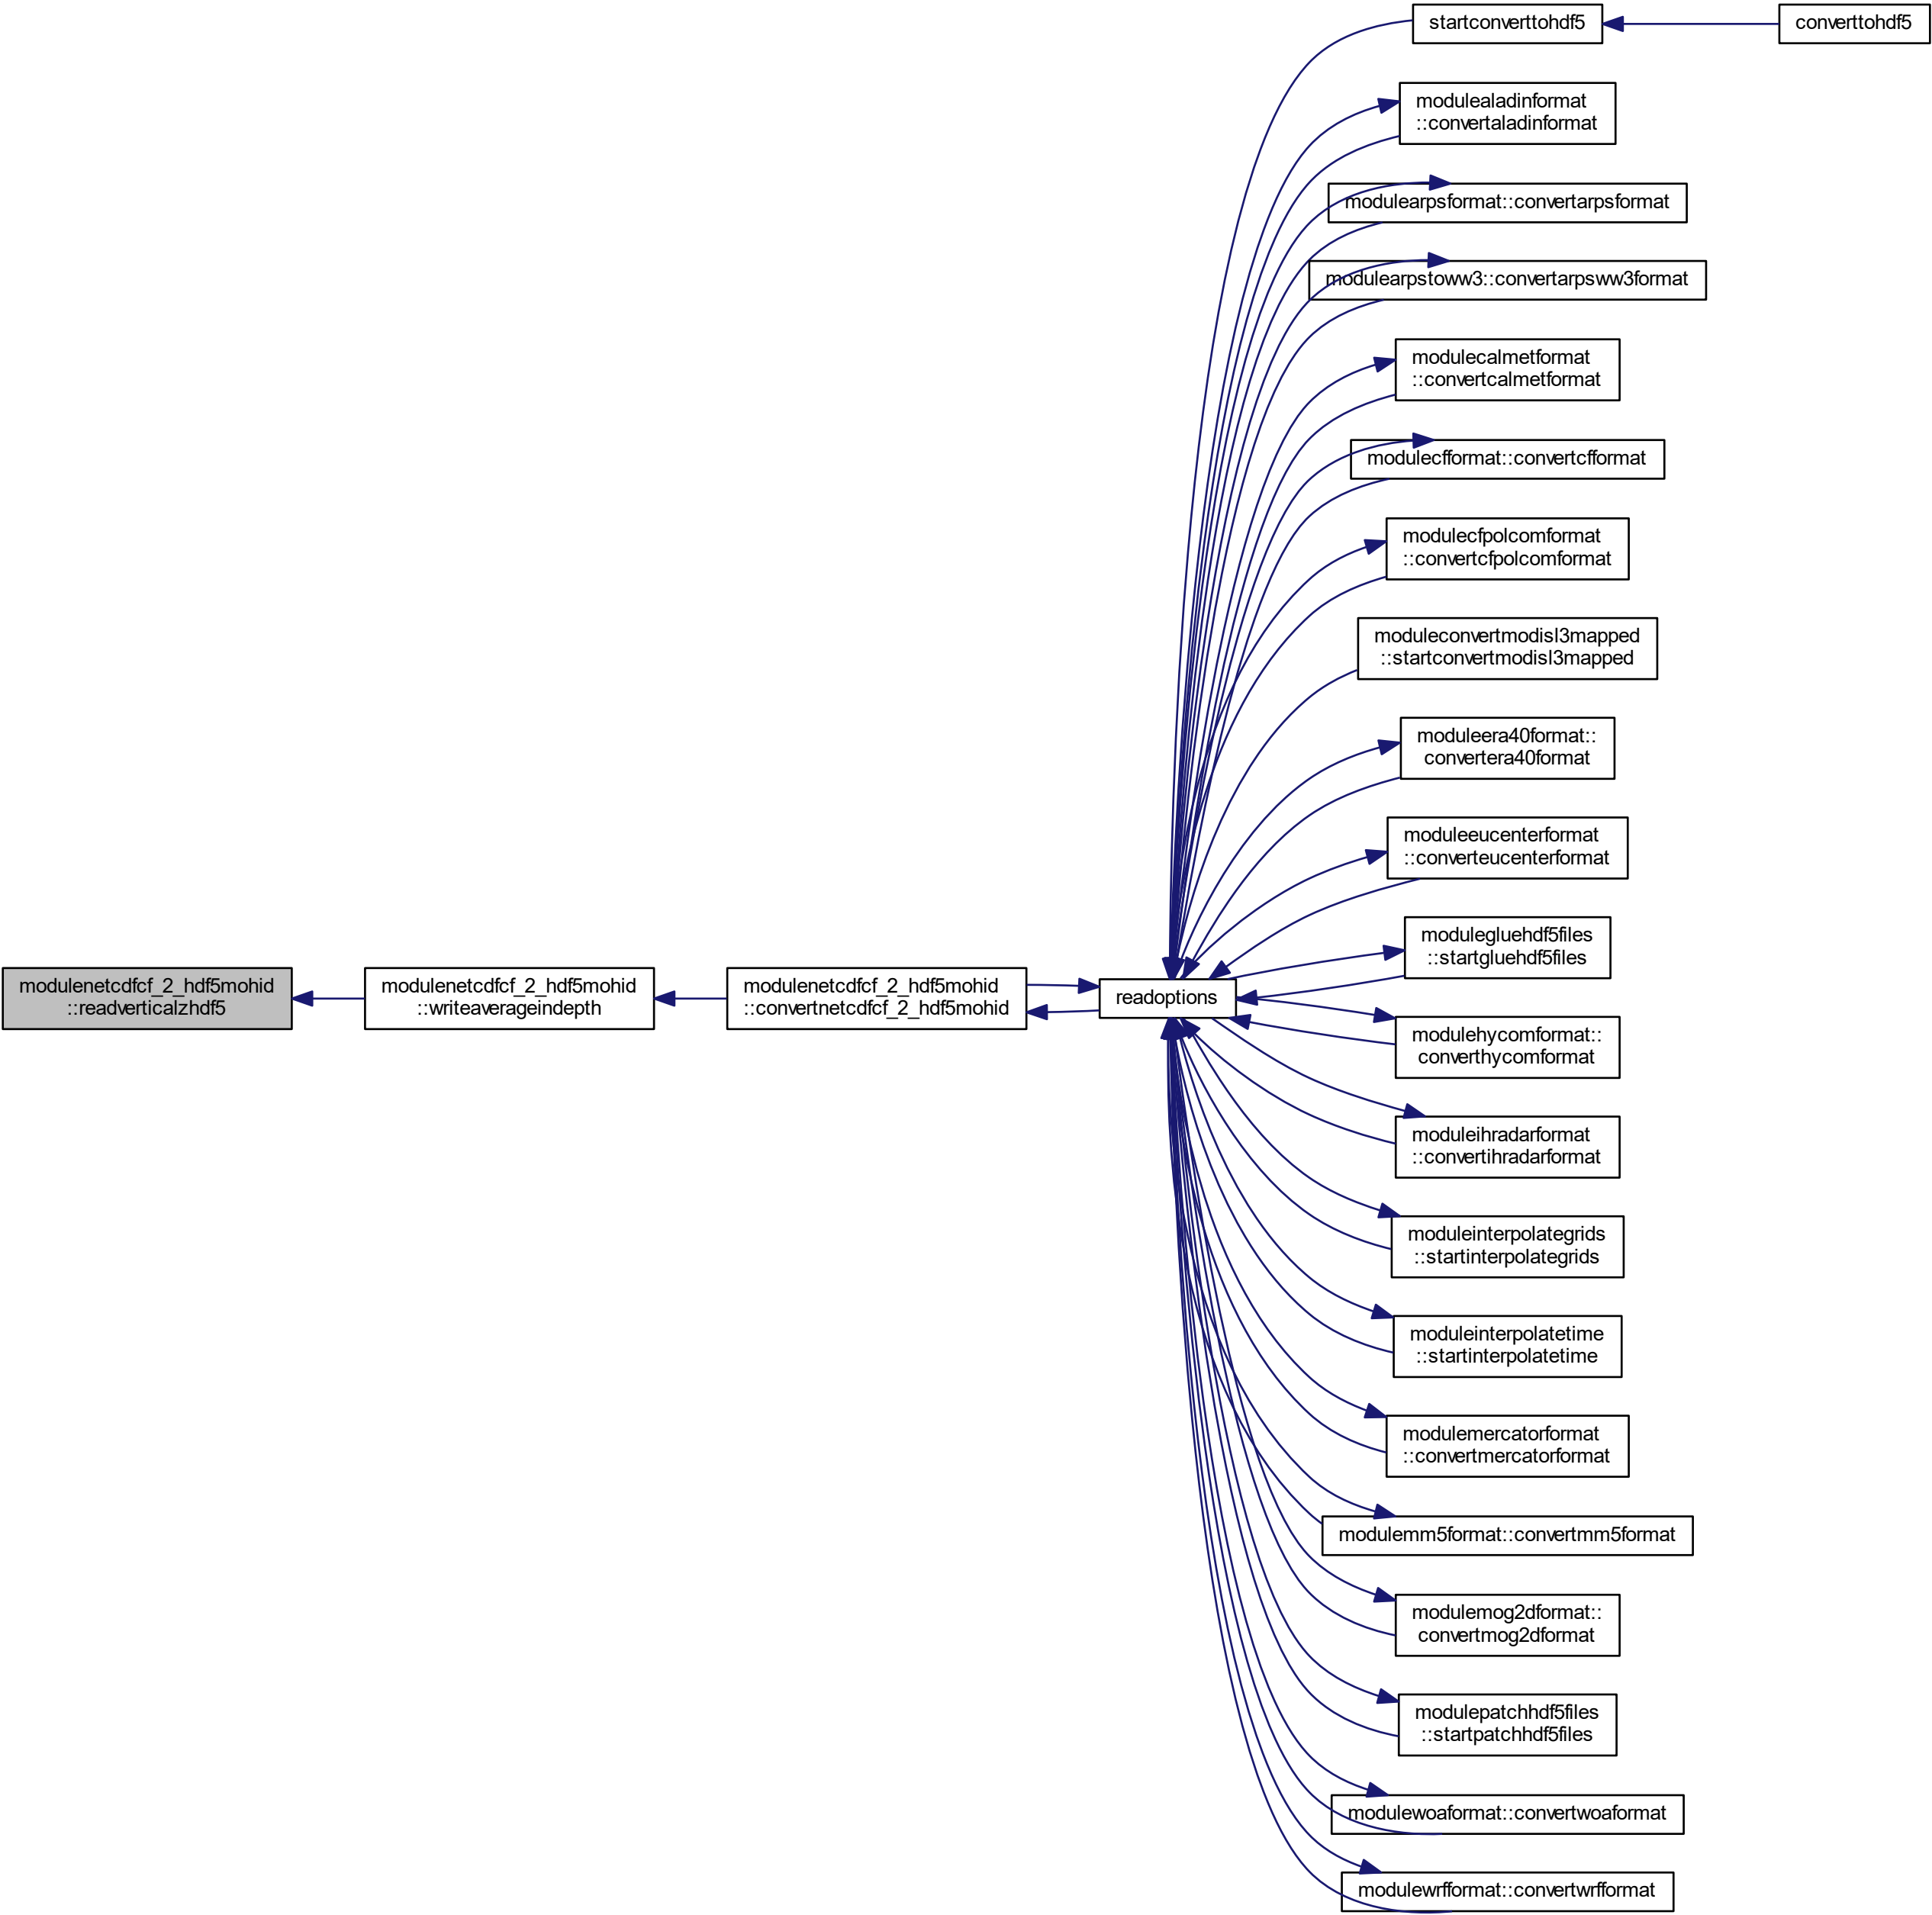 startconverttohdf5
converttohdf5
modulealadinformat
::convertaladinformat
modulearpsformat::convertarpsformat
modulearpstoww3::convertarpsww3format
modulecalmetformat
::convertcalmetformat
modulecfformat::convertcfformat
modulecfpolcomformat
::convertcfpolcomformat
moduleconvertmodisl3mapped
::startconvertmodisl3mapped
moduleera40format::
convertera40format
moduleeucenterformat
::converteucenterformat
modulegluehdf5files
::startgluehdf5files
modulenetcdfcf_2_hdf5mohid
::readverticalzhdf5
modulenetcdfcf_2_hdf5mohid
::writeaverageindepth
modulenetcdfcf_2_hdf5mohid
::convertnetcdfcf_2_hdf5mohid
readoptions
modulehycomformat::
converthycomformat
moduleihradarformat
::convertihradarformat
moduleinterpolategrids
::startinterpolategrids
moduleinterpolatetime
::startinterpolatetime
modulemercatorformat
::convertmercatorformat
modulemm5format::convertmm5format
modulemog2dformat::
convertmog2dformat
modulepatchhdf5files
::startpatchhdf5files
modulewoaformat::convertwoaformat
modulewrfformat::convertwrfformat